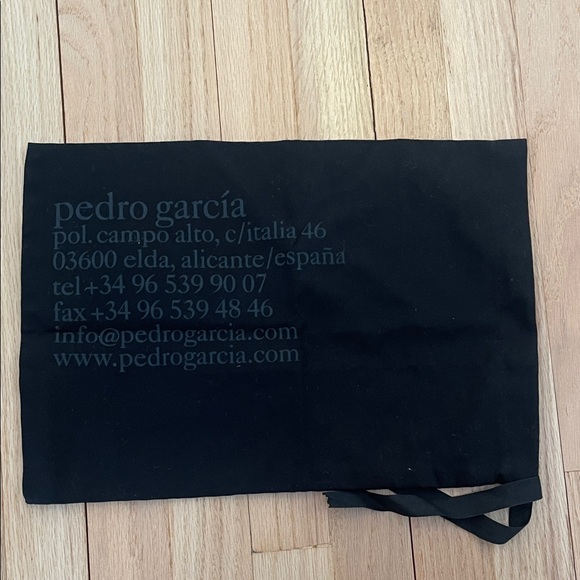 pedro garcía
pol. campo alto, c/italia 46
03600 elda, alicante/españa
tel +34 96 539 90 07
fax +34 96 539 48 46
info@pedrogarcia.com
www.pedrogarcia.com